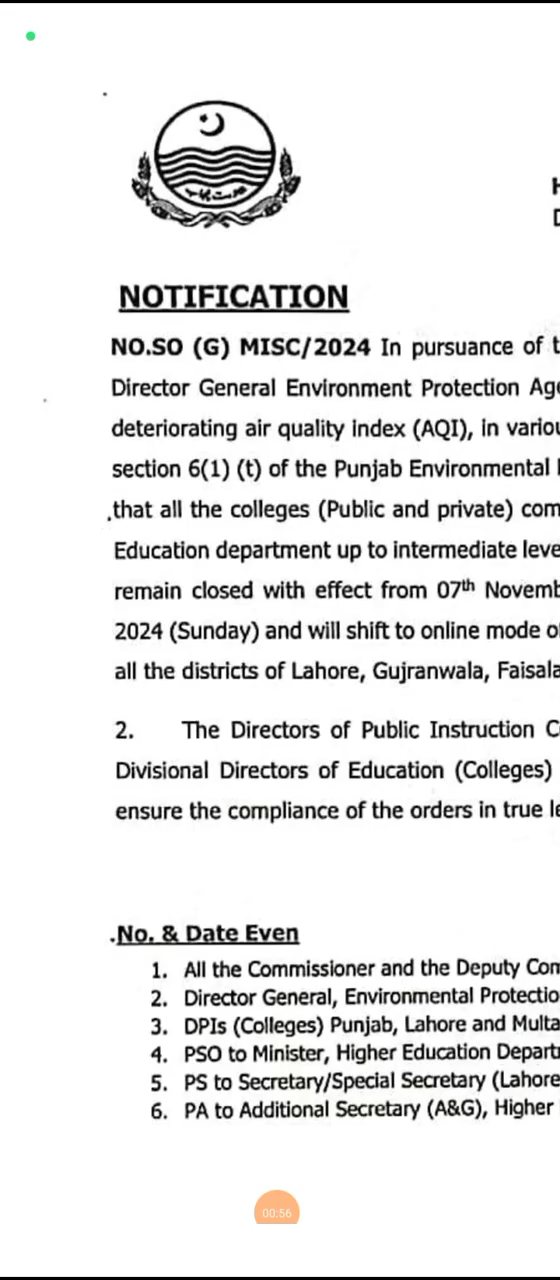 H
D
NOTIFICATION
NO.SO (G) MISC/2024 In pursuance of t
Director General Environment Protection Age
deteriorating air quality index (AQI), in variou
section 6(1) (t) of the Punjab Environmental
.that all the colleges (Public and private) com
Education department up to intermediate leve
remain closed with effect from 07th Novemb
2024 (Sunday) and will shift to online mode o
all the districts of Lahore, Gujranwala, Faisala
2. The Directors of Public Instruction C
Divisional Directors of Education (Colleges)
ensure the compliance of the orders in true le
.No. & Date Even
1. All the Commissioner and the Deputy Com
2. Director General, Environmental Protectio
3. DPIs (Colleges) Punjab, Lahore and Multa
4. PSO to Minister, Higher Education Departm
5. PS to Secretary/Special Secretary (Lahore
6. PA to Additional Secretary (A&G), Higher
00:56